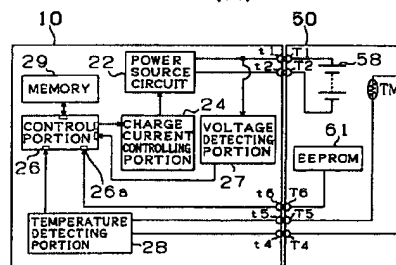 10
50
29
22
POWER SOURCE CIRCUIT
t1
T1
58
t2
T2
MEMORY
24
TM
CONTROL PORTION
CHARGE CURRENT CONTROLLING PORTION
VOLTAGE DETECTING PORTION
61
EEPROM
26
26a
27
t6
T6
t5
T5
TEMPERATURE DETECTING PORTION
28
t4
T4